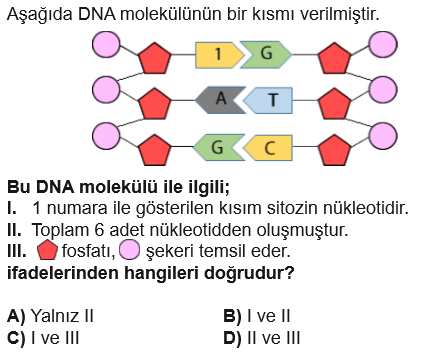 Aşağıda DNA molekülünün bir kısmı verilmiştir.
1 G
A T
G C
Bu DNA molekülü ile ilgili;
I. 1 numara ile gösterilen kısım sitozin nükleotidir.
II. Toplam 6 adet nükleotidden oluşmuştur.
III. fosfatı, şekeri temsil eder.
ifadelerinden hangileri doğrudur?
A) Yalnız II B) I ve II
C) I ve III D) II ve III